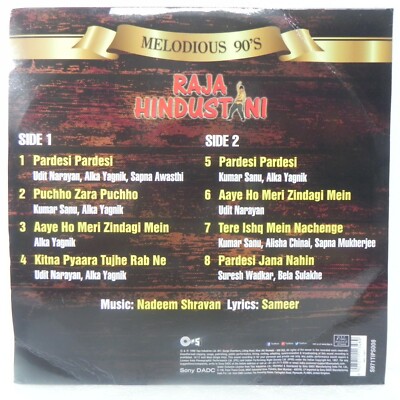 MELODIOUS 90'S
RAJA
HINDUSTANI
SIDE 1
1 Pardesi Pardesi
Udit Narayan, Alka Yagnik, Sapna Awasthi
2 Puchho Zara Puchho
Kumar Sanu, Alka Yagnik
3 Aaye Ho Meri Zindagi Mein
Alka Yagnik
4 Kitna Pyaara Tujhe Rab Ne
Udit Narayan, Alka Yagnik
SIDE 2
5 Pardesi Pardesi
Kumar Sanu, Alka Yagnik
6 Aaye Ho Meri Zindagi Mein
Udit Narayan
7 Tere Ishq Mein Nachenge
Kumar Sanu, Alisha Chinai, Sapna Mukherjee
8 Pardesi Jana Nahin
Suresh Wadkar, Bela Sulakhe
Music: Nadeem Shravan Lyrics: Sameer
Tips
Sony DADC